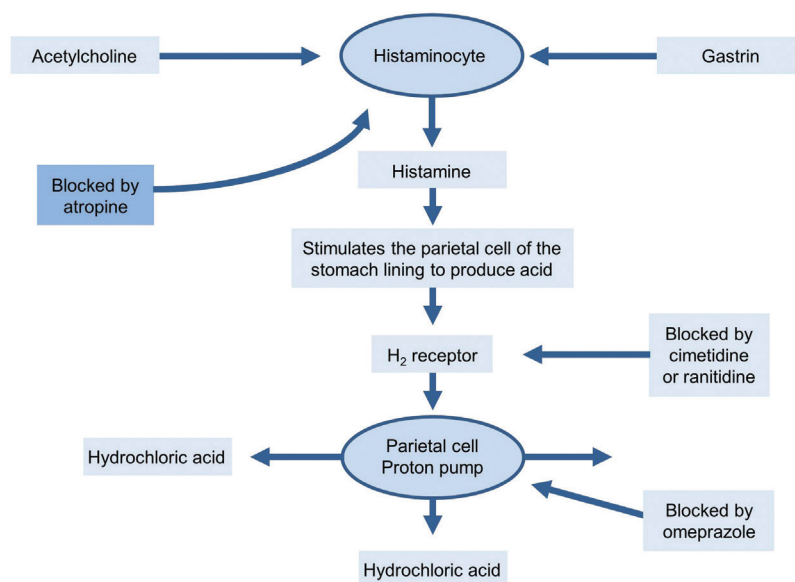 Acetylcholine
Histaminocyte
Gastrin
Blocked by
atropine
Histamine
Stimulates the parietal cell of the
stomach lining to produce acid
H₂ receptor
Blocked by
cimetidine
or ranitidine
Hydrochloric acid
Parietal cell
Proton pump
Blocked by
omeprazole
Hydrochloric acid